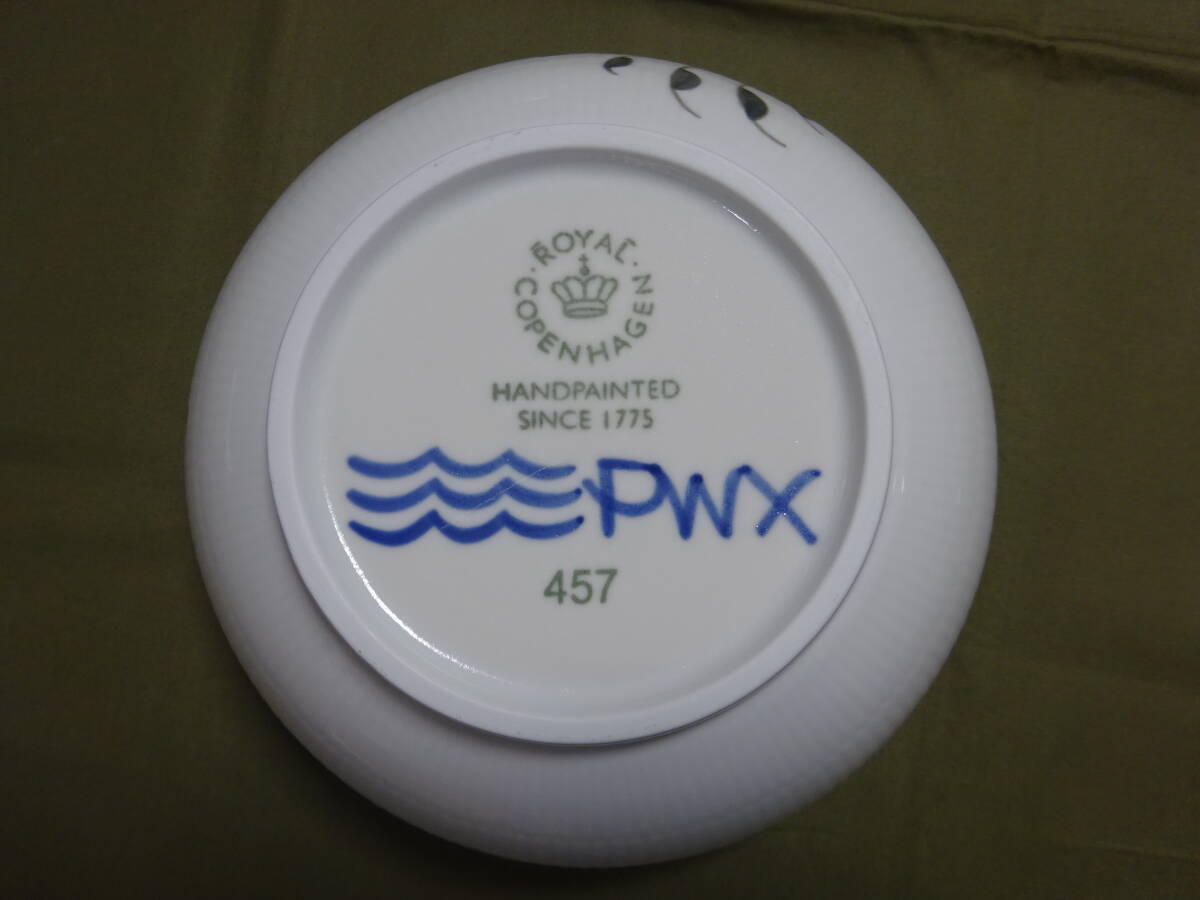 ROYAL
COPENHAGEN
HANDPAINTED
SINCE 1775
PWX
457